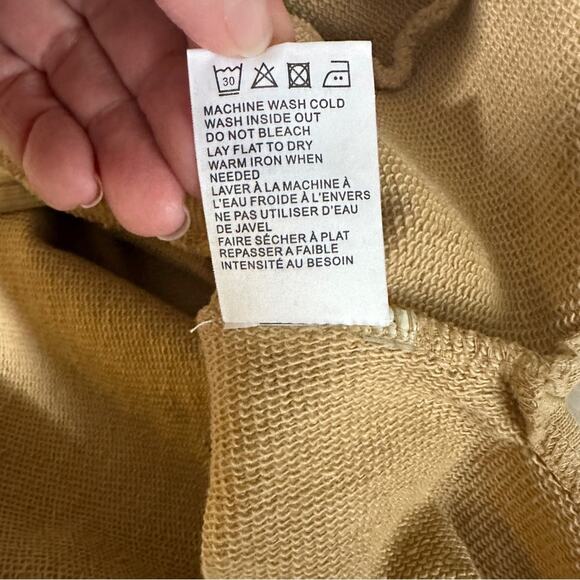 30
MACHINE WASH COLD
WASH INSIDE OUT
DO NOT BLEACH
LAY FLAT TO DRY
WARM IRON WHEN
NEEDED
LAVER À LA MACHINE À
L'EAU FROIDE À L'ENVERS
NE PAS UTILISER D'EAU
DE JAVEL
FAIRE SÉCHER À PLAT
REPASSER A FAIBLE
INTENSITÉ AU BESOIN